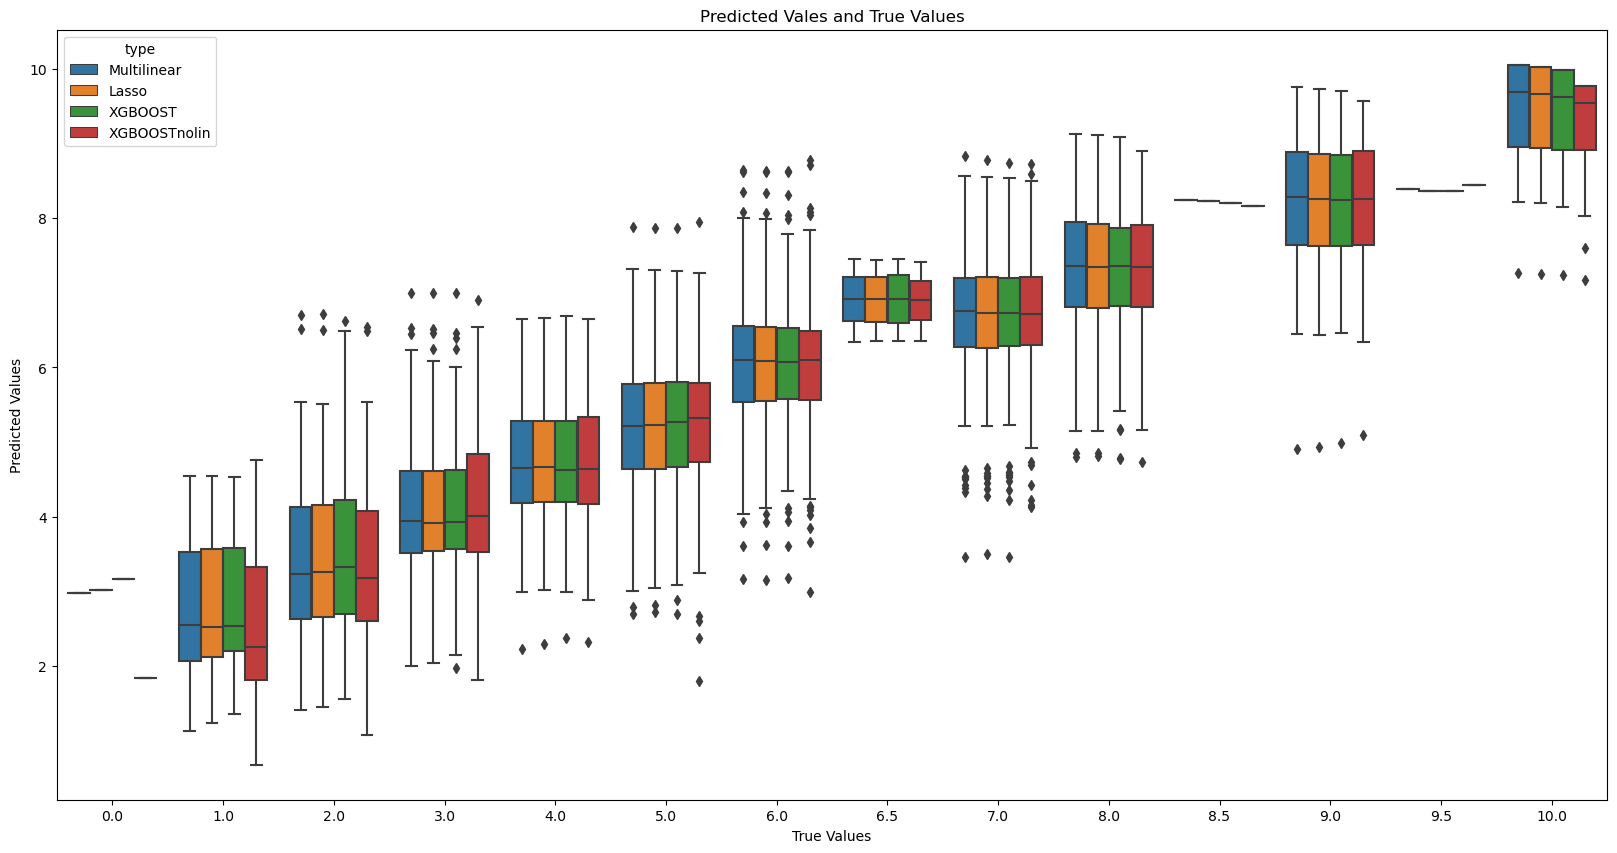 Predicted Vales and True Values
type
Multilinear
Lasso
XGBOOST
XGBOOSTnolin
Predicted Values
10
8
6
4
2
0.0 1.0 2.0 3.0 4.0 5.0 6.0 6.5 7.0 8.0 8.5 9.0 9.5 10.0
True Values